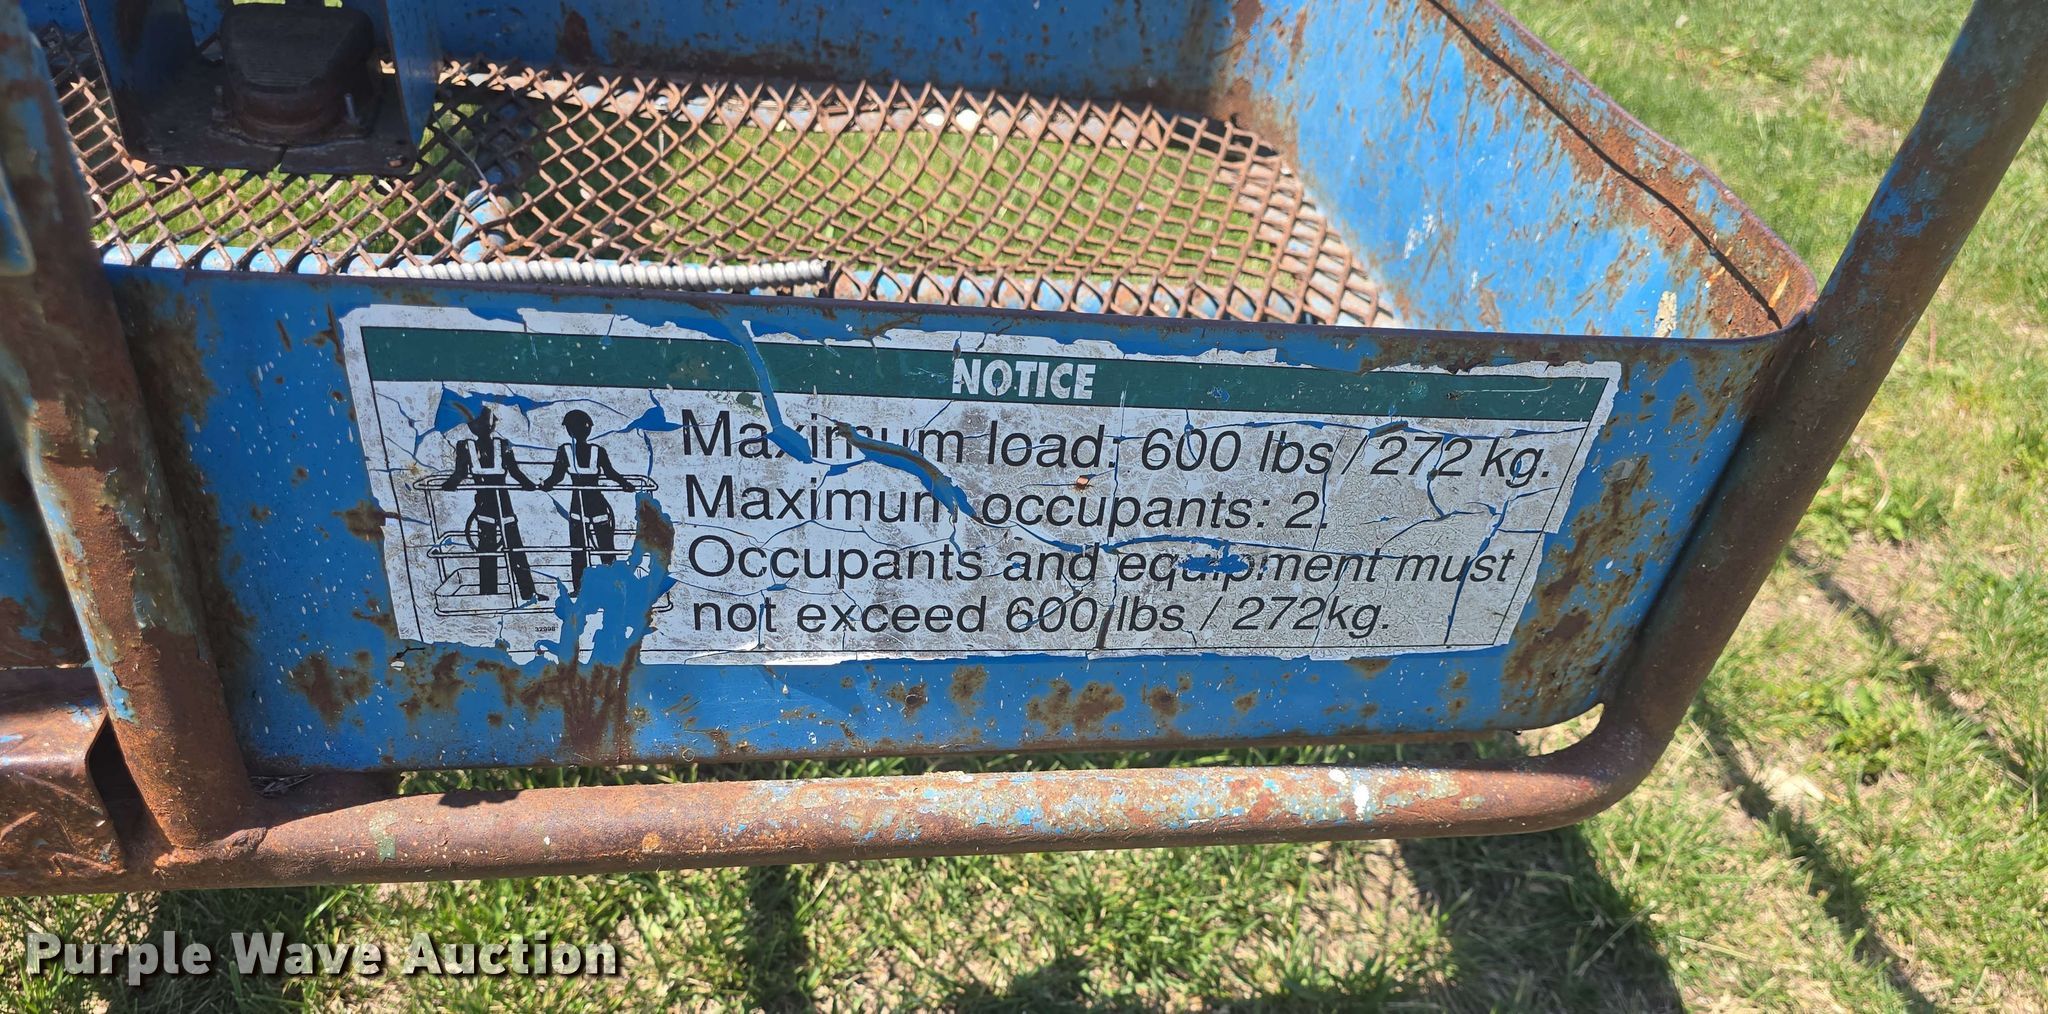 NOTICE
Maximum load: 600 lbs / 272 kg.
Maximum occupants: 2.
Occupants and equipment must
not exceed 600 lbs / 272kg.
32998
Purple Wave Auction